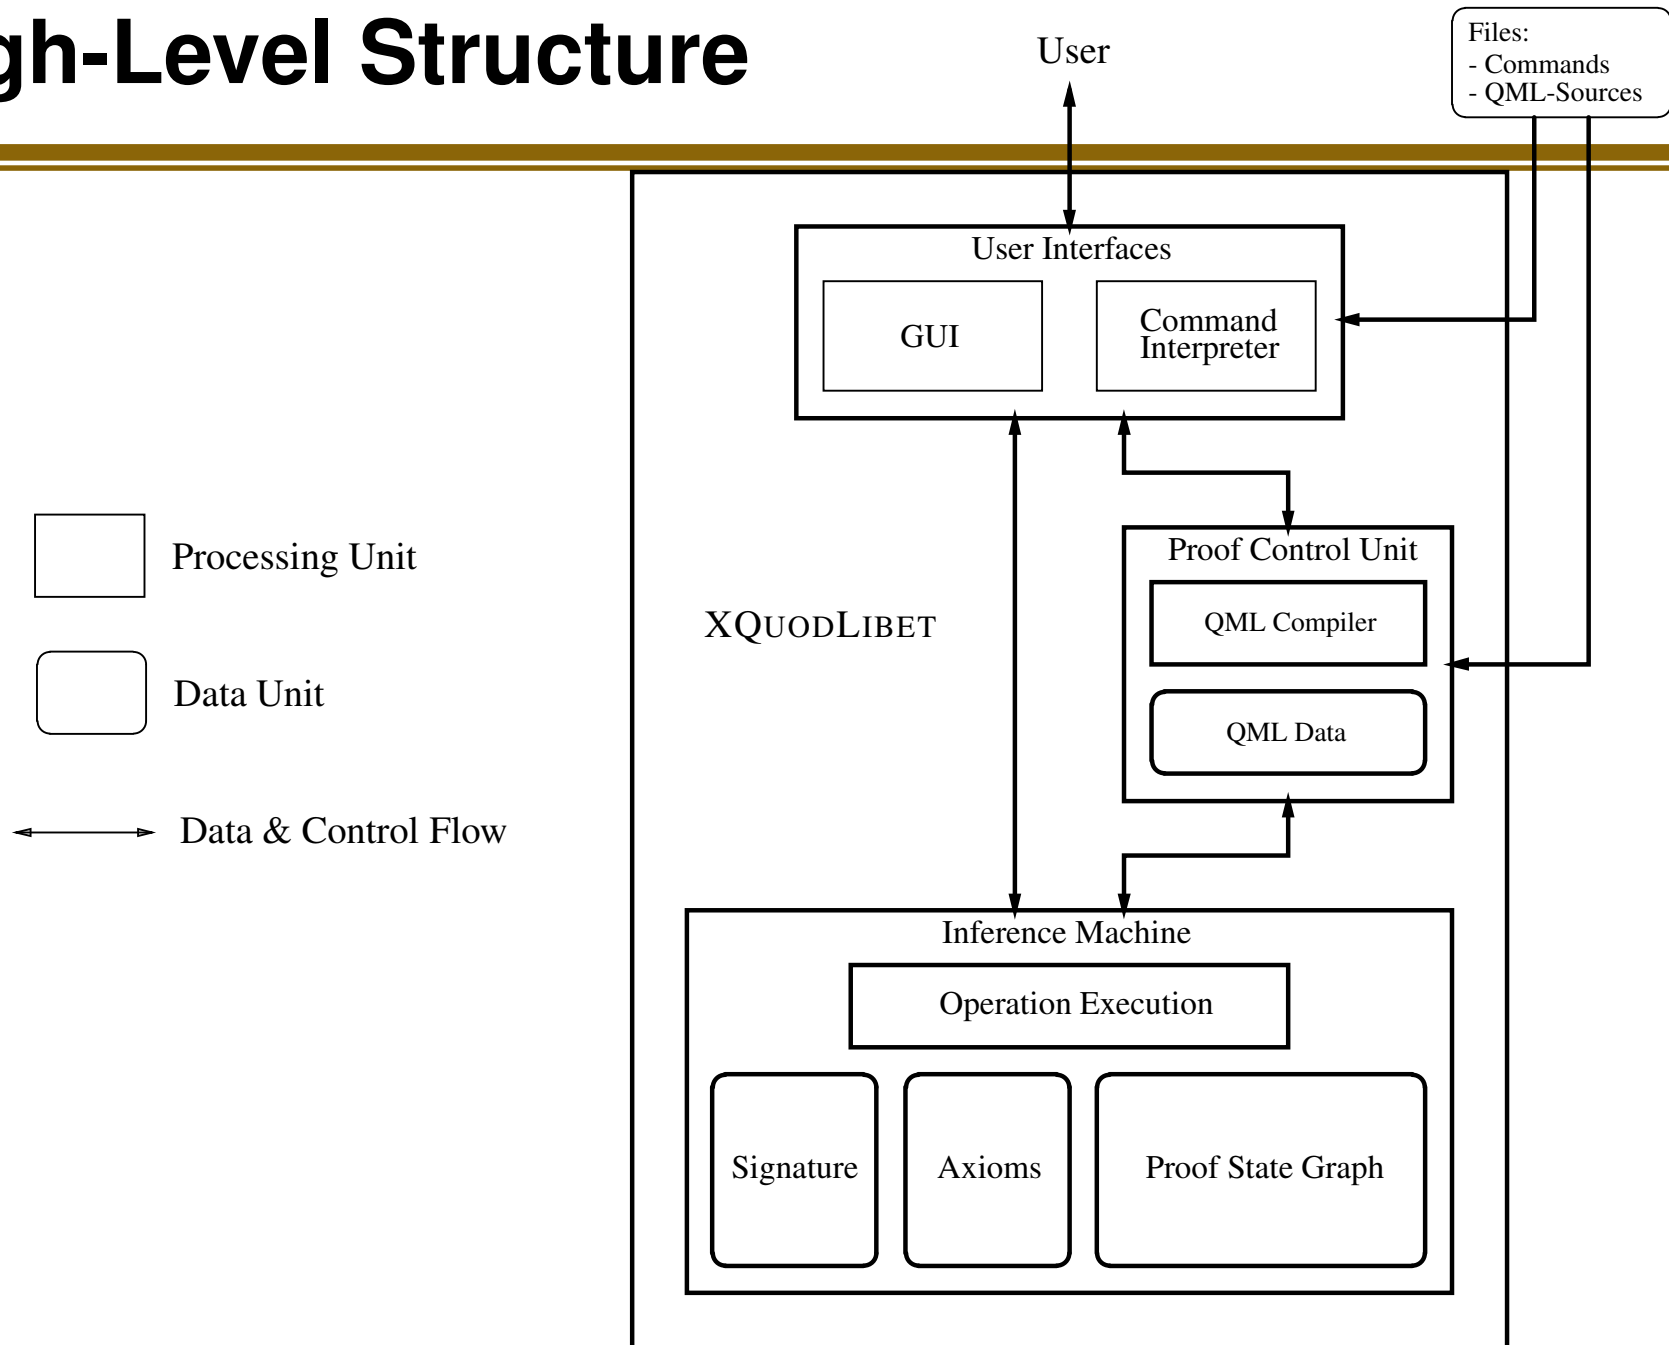 gh-Level Structure
User
Files:
- Commands
- QML-Sources
User Interfaces
GUI
Command
Interpreter
Processing Unit
Proof Control Unit
QML Compiler
XQUODLIBET
Data Unit
QML Data
Data & Control Flow
Inference Machine
Operation Execution
Signature
Axioms
Proof State Graph